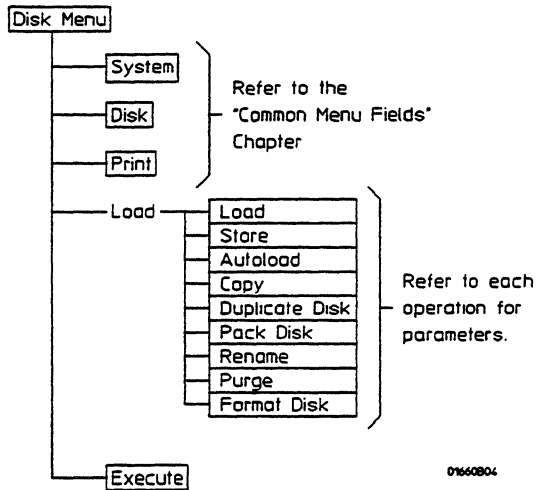 Disk Menu
System
Disk
Print
Refer to the
"Common Menu Fields"
Chapter
Load
Load
Store
Autoload
Copy
Duplicate Disk
Pack Disk
Rename
Purge
Format Disk
Refer to each
operation for
parameters.
Execute
01660B04